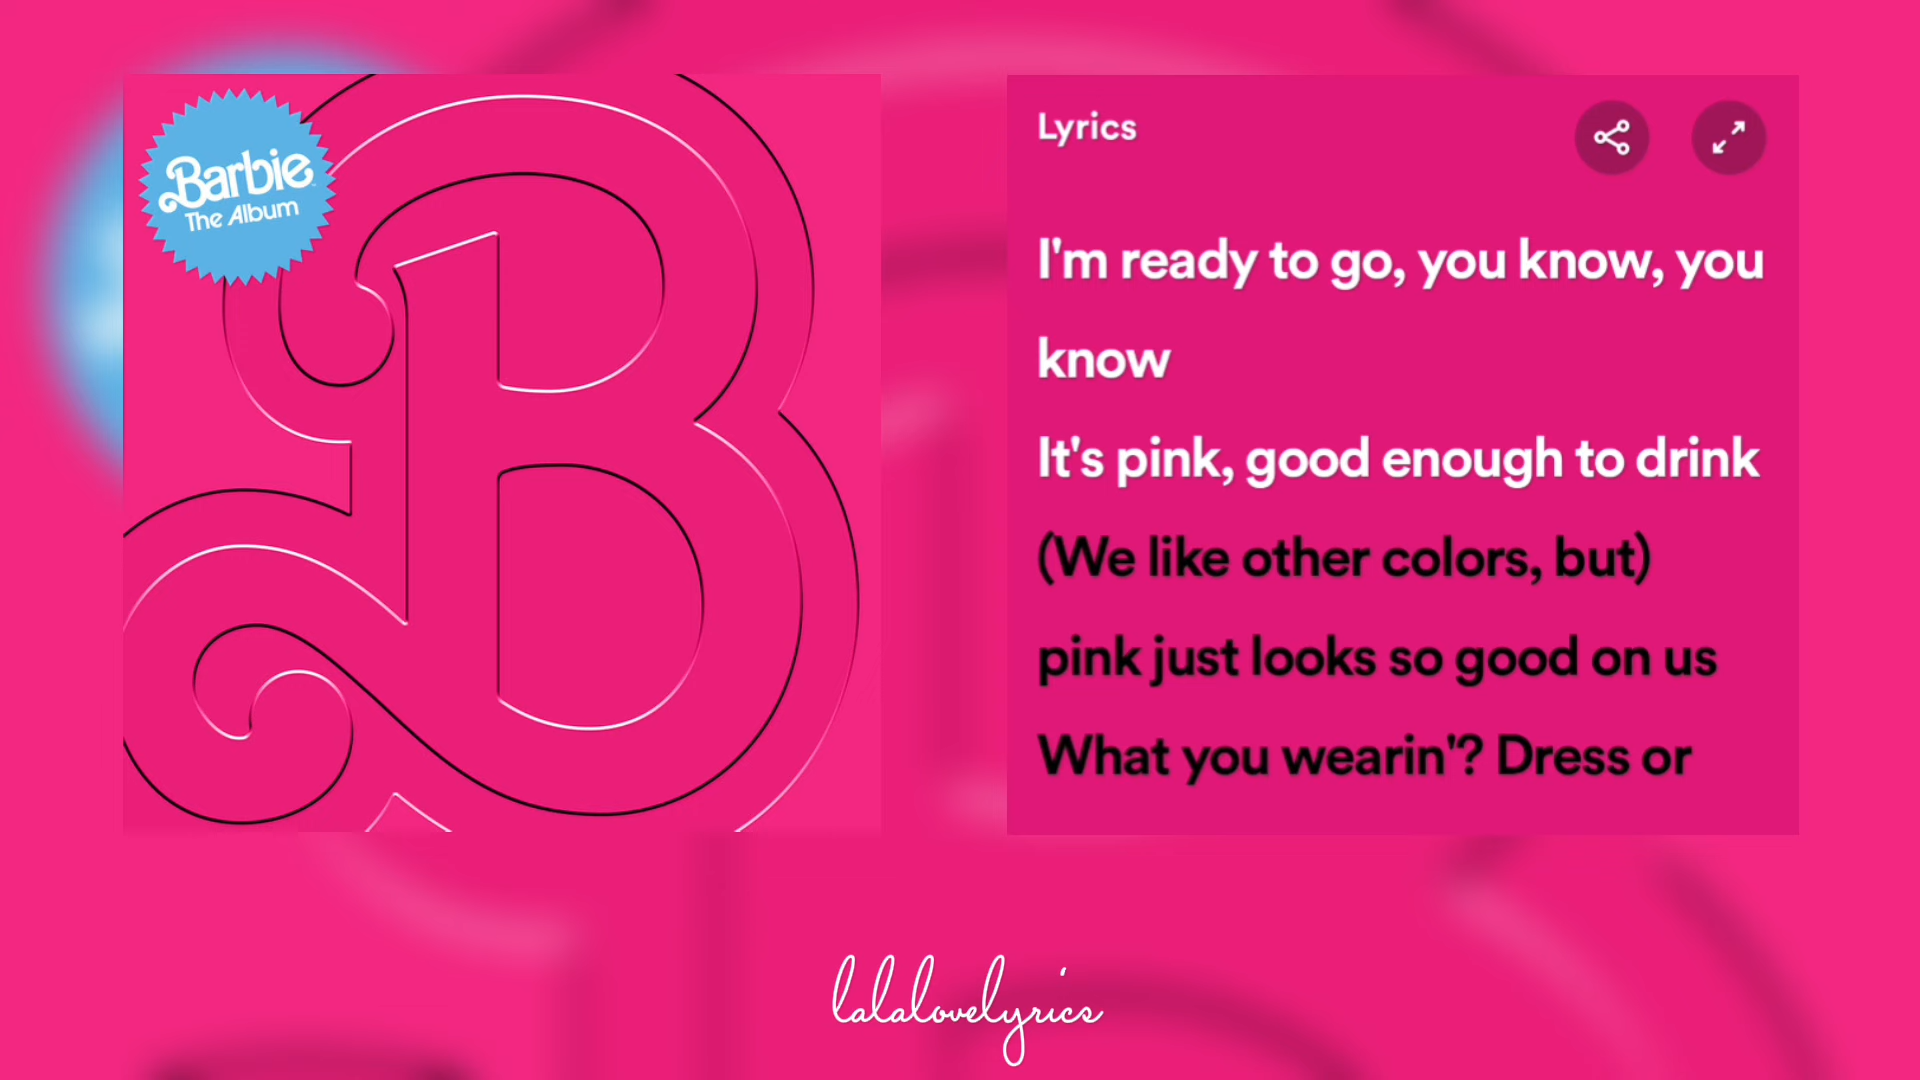 Barbie
The Album
Lyrics
I'm ready to go, you know, you
know
It's pink, good enough to drink
(We like other colors, but)
pink just looks so good on us
What you wearin'? Dress or
lalalovelyrics